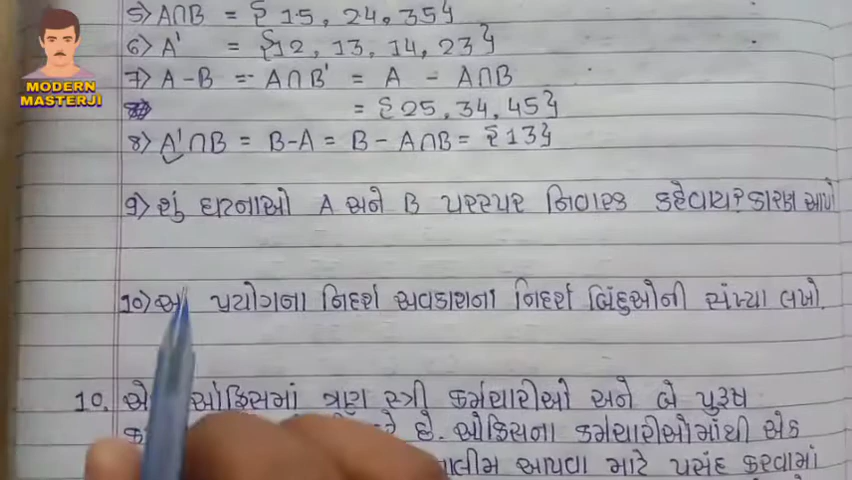 5) A∩B = {15, 24, 35}
6) A' = {12, 13, 14, 23}
MODERN
MASTERJI
7) A-B = A∩B' = A - A∩B
= {25, 34, 45}
8) A'∩B = B-A = B - A∩B = {13}
9) શું ઘટનાઓ A અને B પરસ્પર નિવારક કહેવાય? કારણ આપો
10) આ પ્રયોગના નિદર્શ અવકાશના નિદર્શ બિંદુઓની સંખ્યા લખો.
10. ઓફિસમાં ત્રણ સ્ત્રી કર્મચારીઓ અને બે પુરુષ
છે. ઓફિસના કર્મચારીઓમાંથી એક
તાલીમ આપવા માટે પસંદ કરવામાં